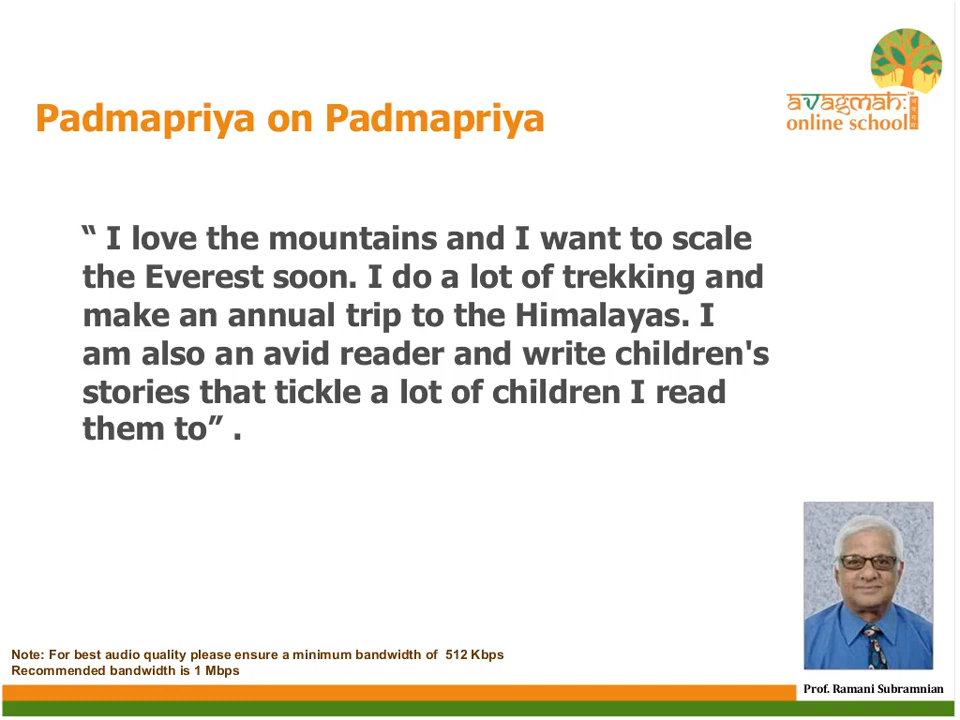 avagmah:
online school
Padmapriya on Padmapriya
“ I love the mountains and I want to scale
the Everest soon. I do a lot of trekking and
make an annual trip to the Himalayas. I
am also an avid reader and write children's
stories that tickle a lot of children I read
them to” .
Note: For best audio quality please ensure a minimum bandwidth of 512 Kbps
Recommended bandwidth is 1 Mbps
Prof. Ramani Subramnian